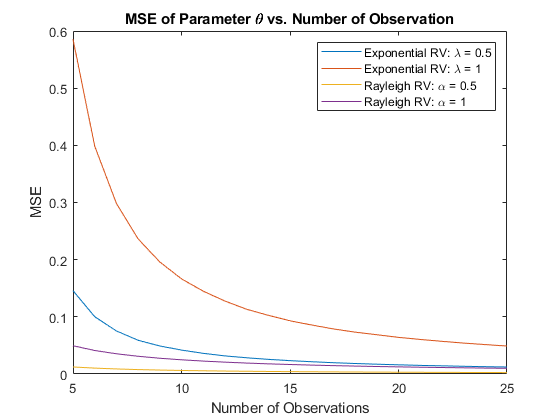 MSE of Parameter θ vs. Number of Observation
Exponential RV: λ = 0.5
Exponential RV: λ = 1
Rayleigh RV: α = 0.5
Rayleigh RV: α = 1
MSE
0.6
0.5
0.4
0.3
0.2
0.1
0
5 10 15 20 25
Number of Observations